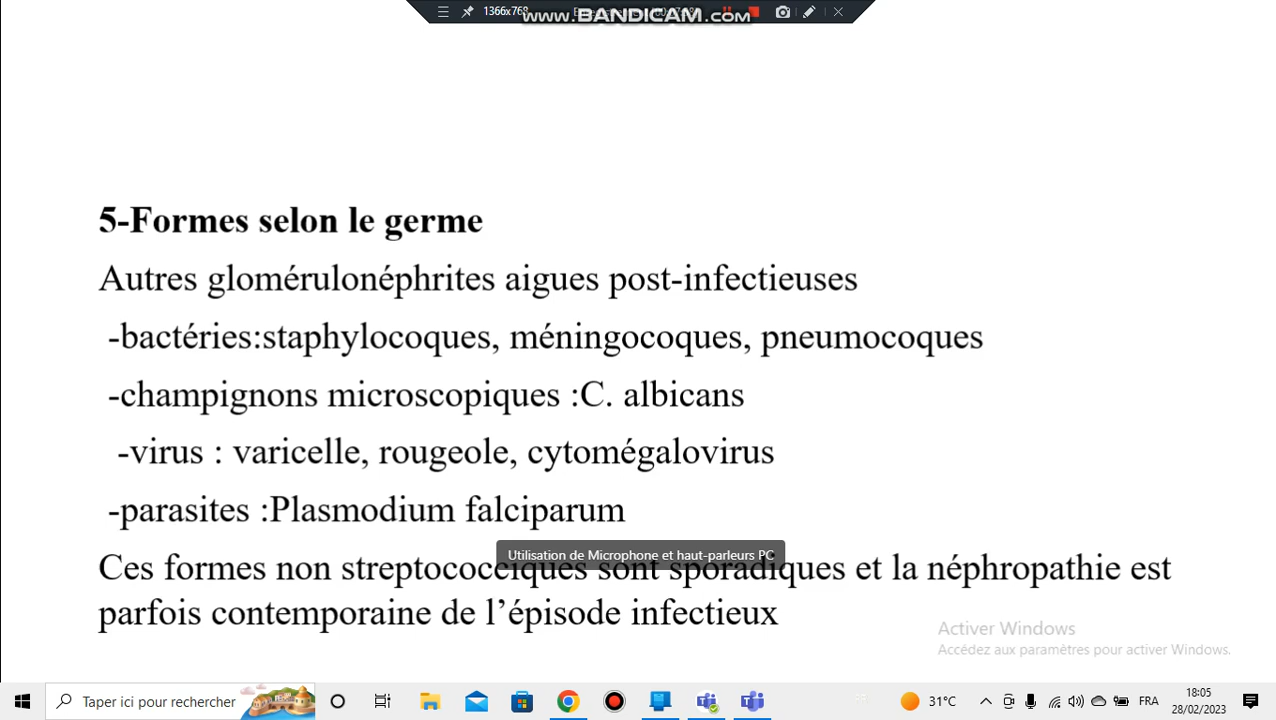 1366x768
www.BANDICAM.com
5-Formes selon le germe
Autres glomérulonéphrites aigues post-infectieuses
-bactéries:staphylocoques, méningocoques, pneumocoques
-champignons microscopiques :C. albicans
-virus : varicelle, rougeole, cytomégalovirus
-parasites :Plasmodium falciparum
Utilisation de Microphone et haut-parleurs PC
Ces formes non streptococciques sont sporadiques et la néphropathie est
parfois contemporaine de l’épisode infectieux
Activer Windows
Accédez aux paramètres pour activer Windows.
Taper ici pour rechercher
31°C
FRA
18:05
28/02/2023